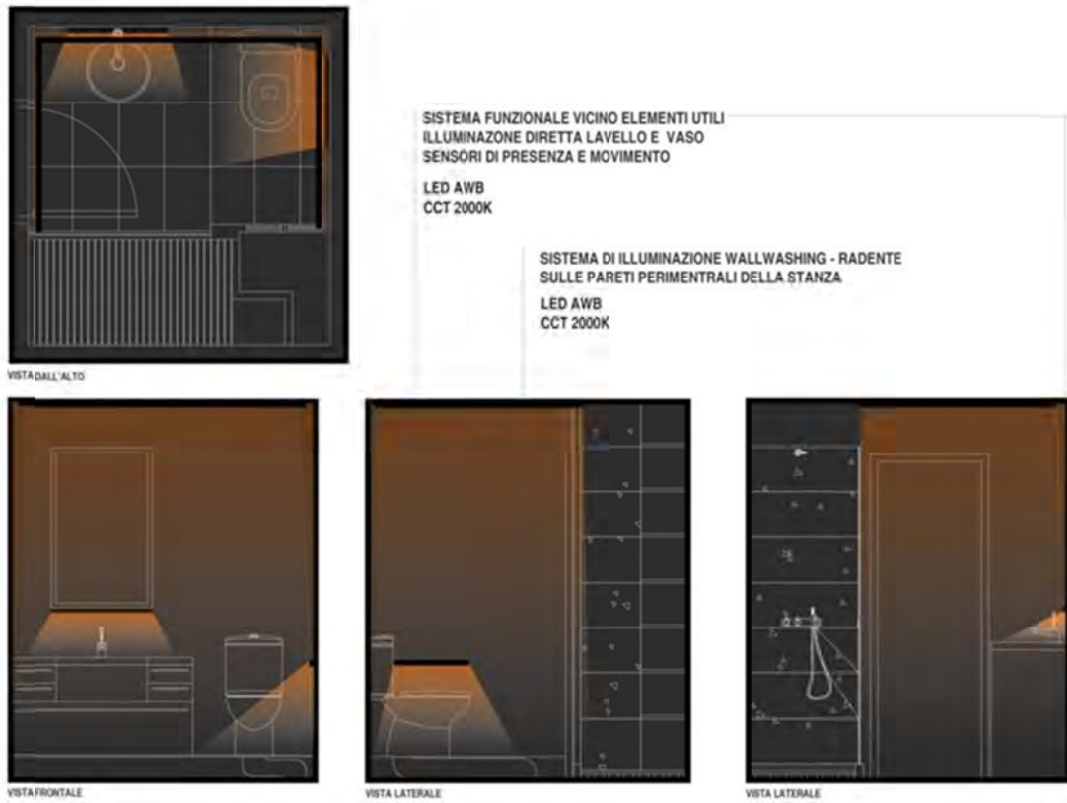 SISTEMA FUNZIONALE VICINO ELEMENTI UTILI
ILLUMINAZONE DIRETTA LAVELLO E VASO
SENSORI DI PRESENZA E MOVIMENTO
LED AWB
CCT 2000K
SISTEMA DI ILLUMINAZIONE WALLWASHING - RADENTE
SULLE PARETI PERIMENTRALI DELLA STANZA
LED AWB
CCT 2000K
VISTA DALL'ALTO
VISTA FRONTALE
VISTA LATERALE
VISTA LATERALE